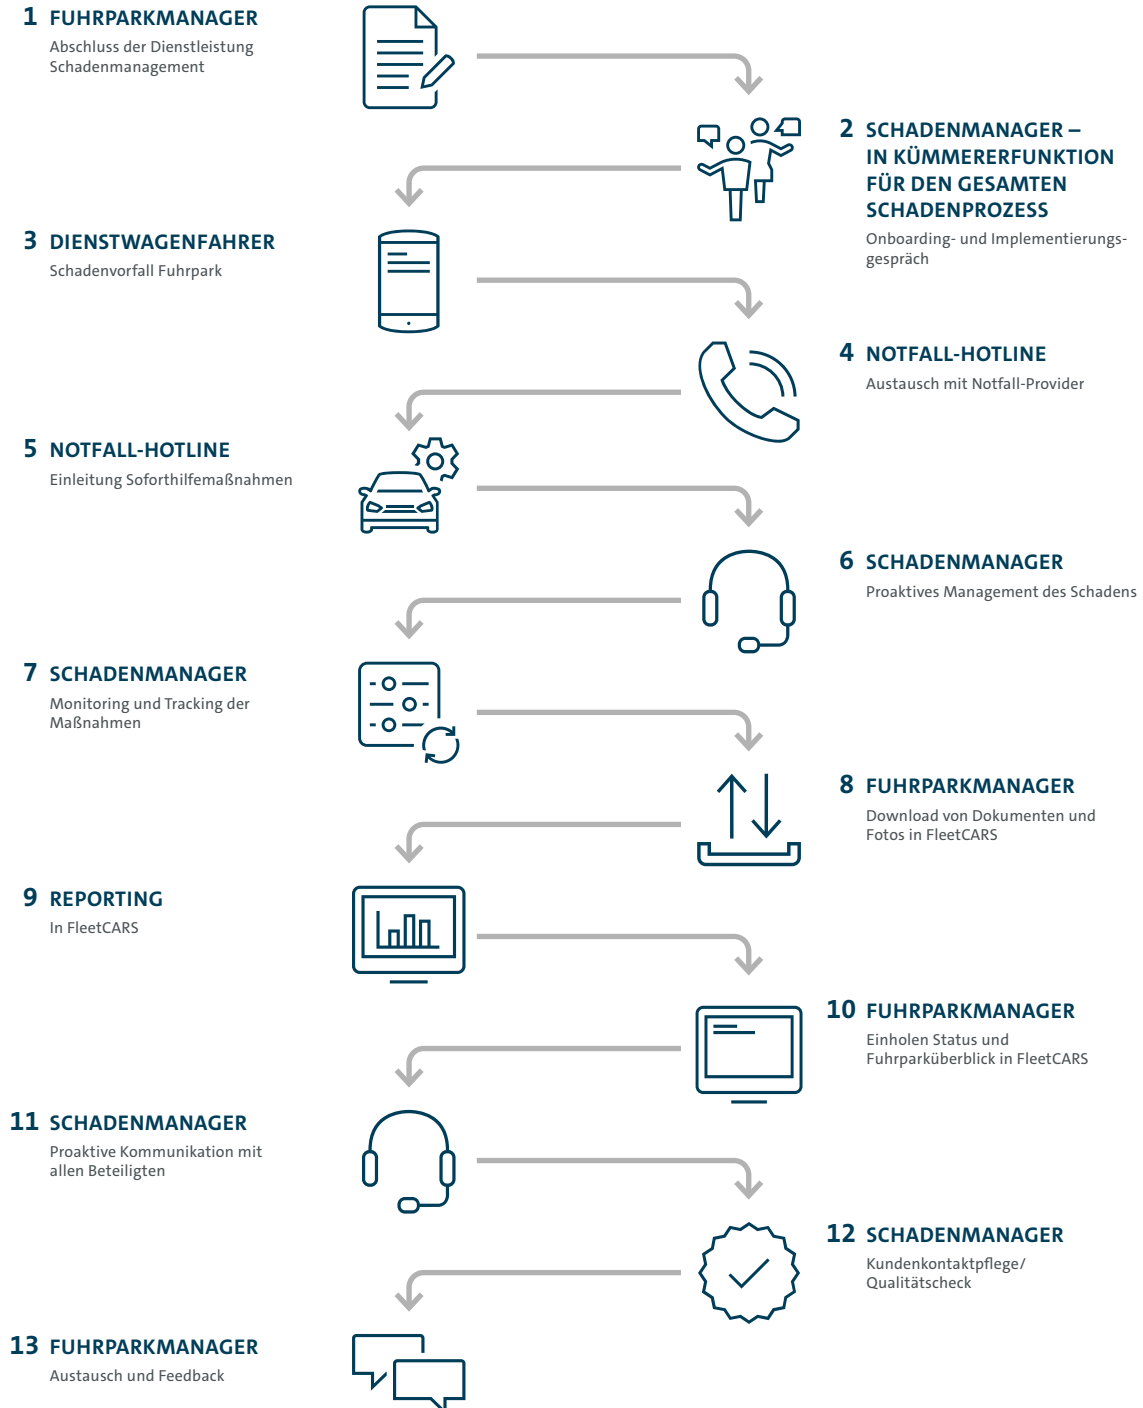 1 FUHRPARKMANAGER
Abschluss der Dienstleistung
Schadenmanagement
2 SCHADENMANAGER –
IN KÜMMERERFUNKTION
FÜR DEN GESAMTEN
SCHADENPROZESS
Onboarding- und Implementierungs-
gespräch
3 DIENSTWAGENFAHRER
Schadenvorfall Fuhrpark
4 NOTFALL-HOTLINE
Austausch mit Notfall-Provider
5 NOTFALL-HOTLINE
Einleitung Soforthilfemaßnahmen
6 SCHADENMANAGER
Proaktives Management des Schadens
7 SCHADENMANAGER
Monitoring und Tracking der
Maßnahmen
8 FUHRPARKMANAGER
Download von Dokumenten und
Fotos in FleetCARS
9 REPORTING
In FleetCARS
10 FUHRPARKMANAGER
Einholen Status und
Fuhrparküberblick in FleetCARS
11 SCHADENMANAGER
Proaktive Kommunikation mit
allen Beteiligten
12 SCHADENMANAGER
Kundenkontaktpflege/
Qualitätscheck
13 FUHRPARKMANAGER
Austausch und Feedback